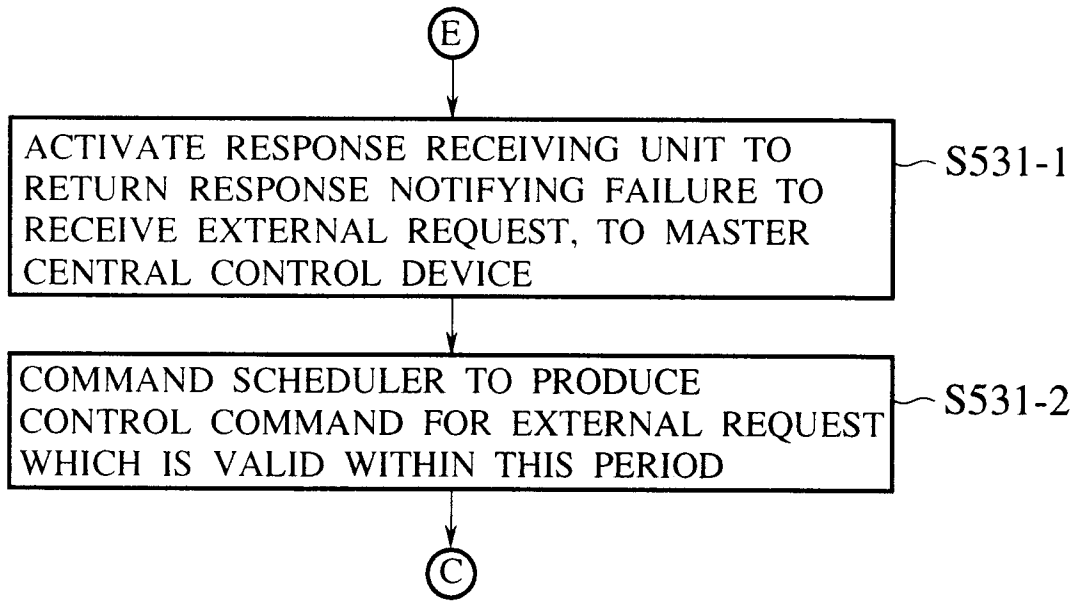 E
ACTIVATE RESPONSE RECEIVING UNIT TO
RETURN RESPONSE NOTIFYING FAILURE TO
RECEIVE EXTERNAL REQUEST, TO MASTER
CENTRAL CONTROL DEVICE
S531-1
COMMAND SCHEDULER TO PRODUCE
CONTROL COMMAND FOR EXTERNAL REQUEST
WHICH IS VALID WITHIN THIS PERIOD
S531-2
C